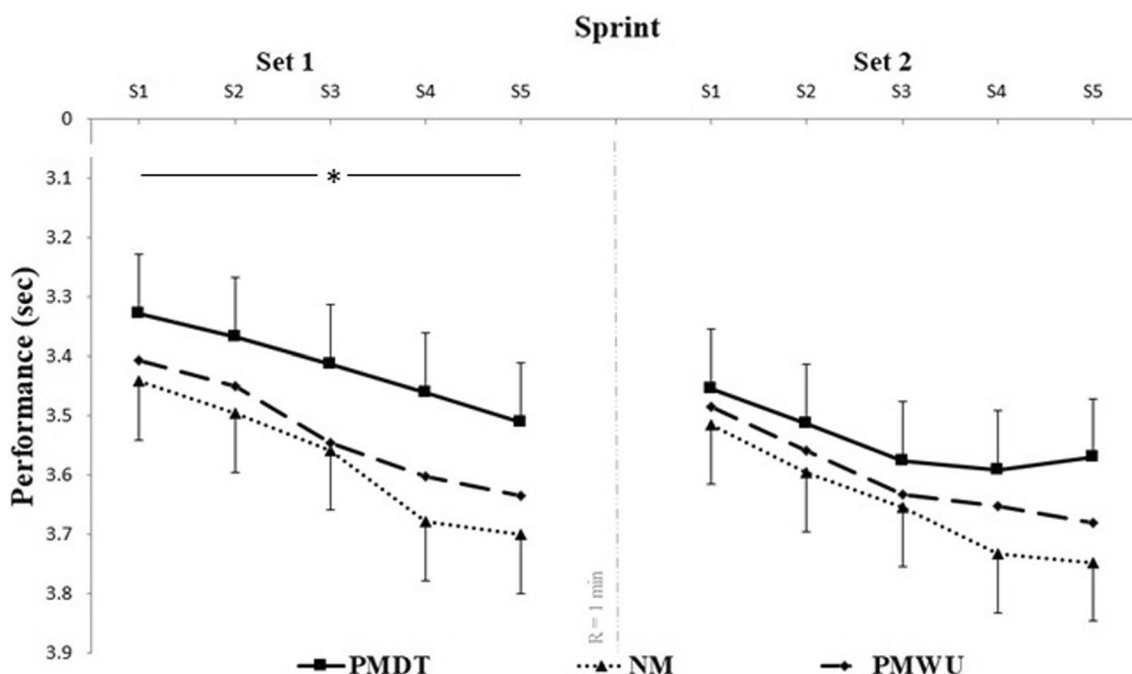 Sprint
Set 1 Set 2
S1 S2 S3 S4 S5 S1 S2 S3 S4 S5
0
3.1
*
3.2
3.3
3.4
3.5
3.6
3.7
3.8
3.9
Performance (sec)
R = 1 min
PMDT NM PMWU